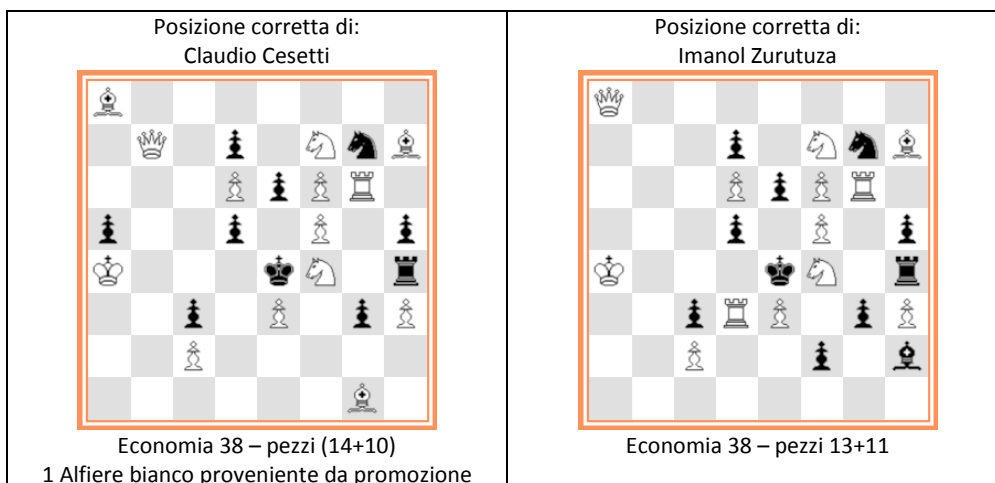 Posizione corretta di:
Claudio Cesetti
Economia 38 – pezzi (14+10)
1 Alfiere bianco proveniente da promozione
Posizione corretta di:
Imanol Zurutuza
Economia 38 – pezzi 13+11